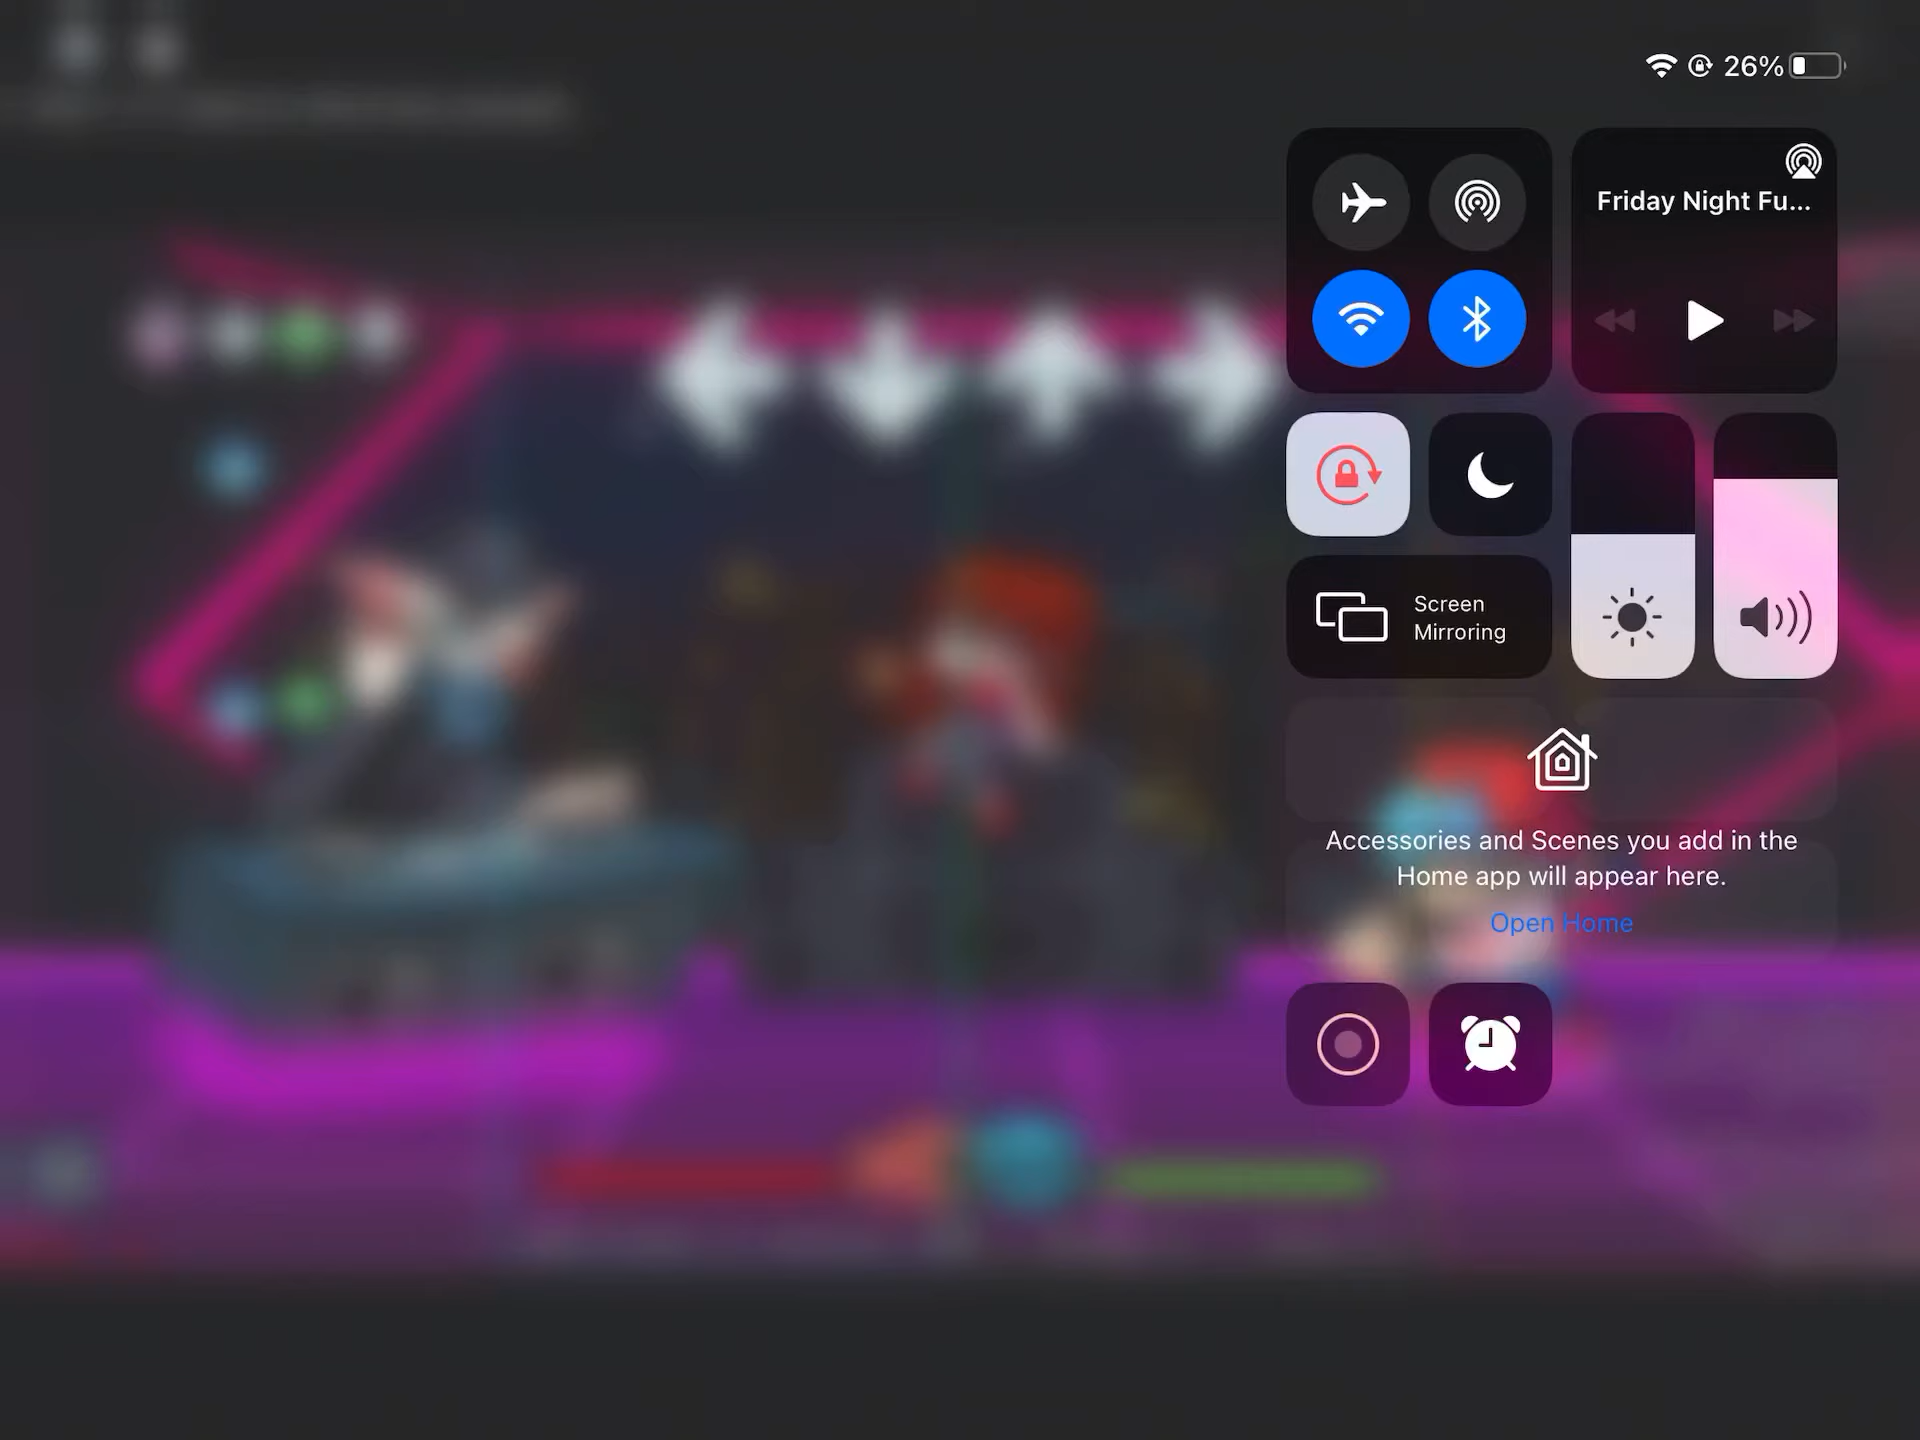 26%
Friday Night Fu...
Screen
Mirroring
Accessories and Scenes you add in the
Home app will appear here.
Open Home